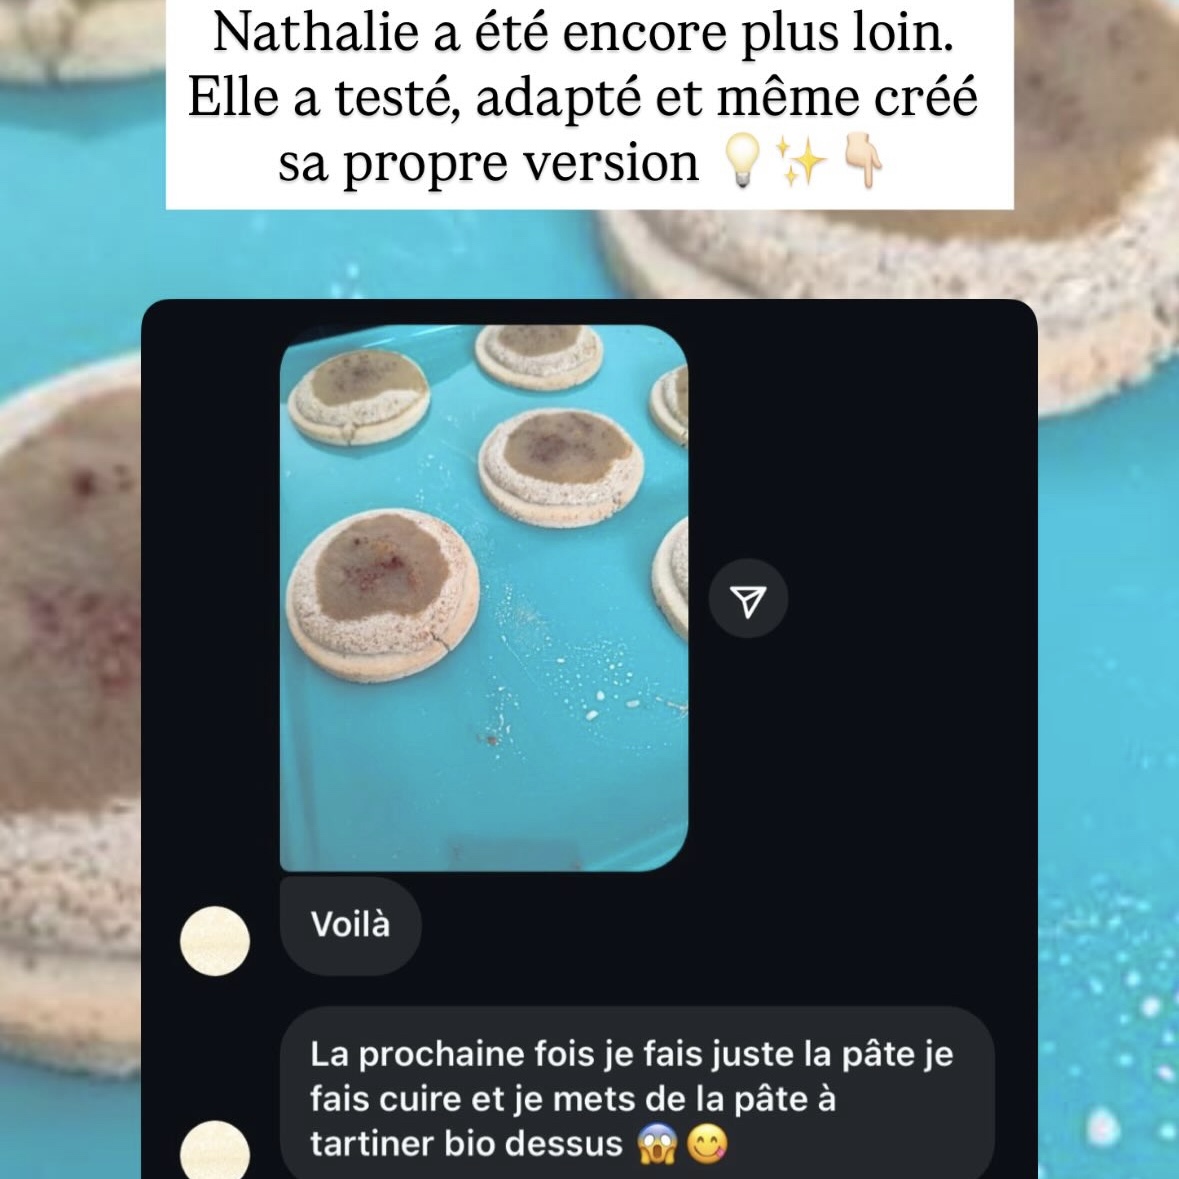 Nathalie a été encore plus loin.
Elle a testé, adapté et même créé
sa propre version 💡✨👇🏻
Voilà
La prochaine fois je fais juste la pâte je
fais cuire et je mets de la pâte à
tartiner bio dessus 😱😋